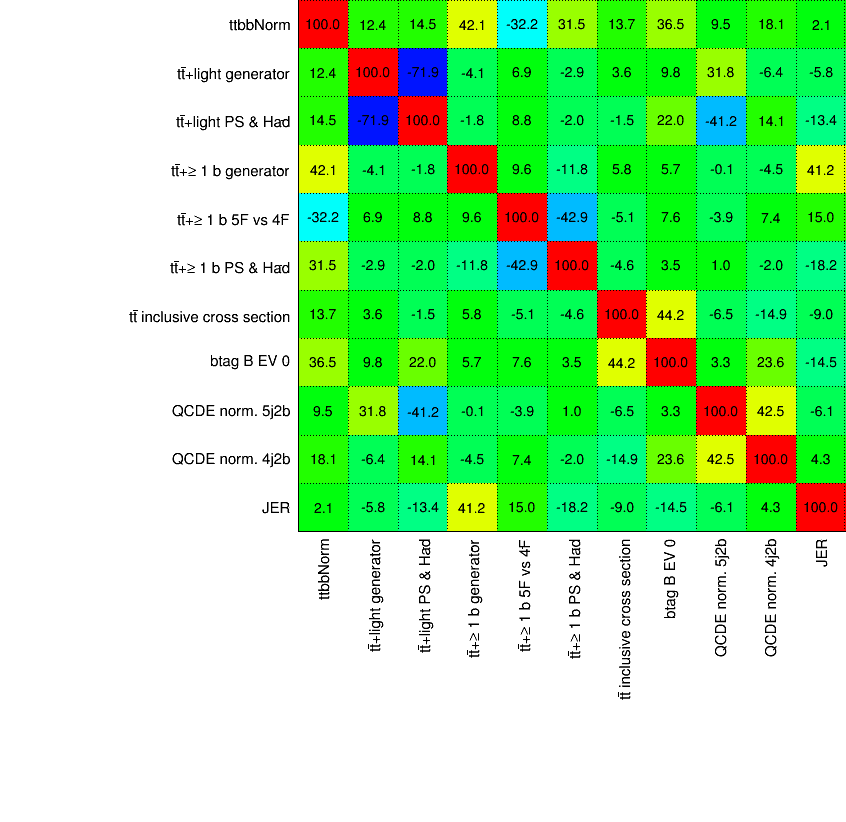 ttbbNorm 100.0 12.4 14.5 42.1 -32.2 31.5 13.7 36.5 9.5 18.1 2.1
tt̄+light generator 12.4 100.0 -71.9 -4.1 6.9 -2.9 3.6 9.8 31.8 -6.4 -5.8
tt̄+light PS & Had 14.5 -71.9 100.0 -1.8 8.8 -2.0 -1.5 22.0 -41.2 14.1 -13.4
tt̄+≥ 1 b generator 42.1 -4.1 -1.8 100.0 9.6 -11.8 5.8 5.7 -0.1 -4.5 41.2
tt̄+≥ 1 b 5F vs 4F -32.2 6.9 8.8 9.6 100.0 -42.9 -5.1 7.6 -3.9 7.4 15.0
tt̄+≥ 1 b PS & Had 31.5 -2.9 -2.0 -11.8 -42.9 100.0 -4.6 3.5 1.0 -2.0 -18.2
tt̄ inclusive cross section 13.7 3.6 -1.5 5.8 -5.1 -4.6 100.0 44.2 -6.5 -14.9 -9.0
btag B EV 0 36.5 9.8 22.0 5.7 7.6 3.5 44.2 100.0 3.3 23.6 -14.5
QCDE norm. 5j2b 9.5 31.8 -41.2 -0.1 -3.9 1.0 -6.5 3.3 100.0 42.5 -6.1
QCDE norm. 4j2b 18.1 -6.4 14.1 -4.5 7.4 -2.0 -14.9 23.6 42.5 100.0 4.3
JER 2.1 -5.8 -13.4 41.2 15.0 -18.2 -9.0 -14.5 -6.1 4.3 100.0
ttbbNorm
tt̄+light generator
tt̄+light PS & Had
tt̄+≥ 1 b generator
tt̄+≥ 1 b 5F vs 4F
tt̄+≥ 1 b PS & Had
tt̄ inclusive cross section
btag B EV 0
QCDE norm. 5j2b
QCDE norm. 4j2b
JER